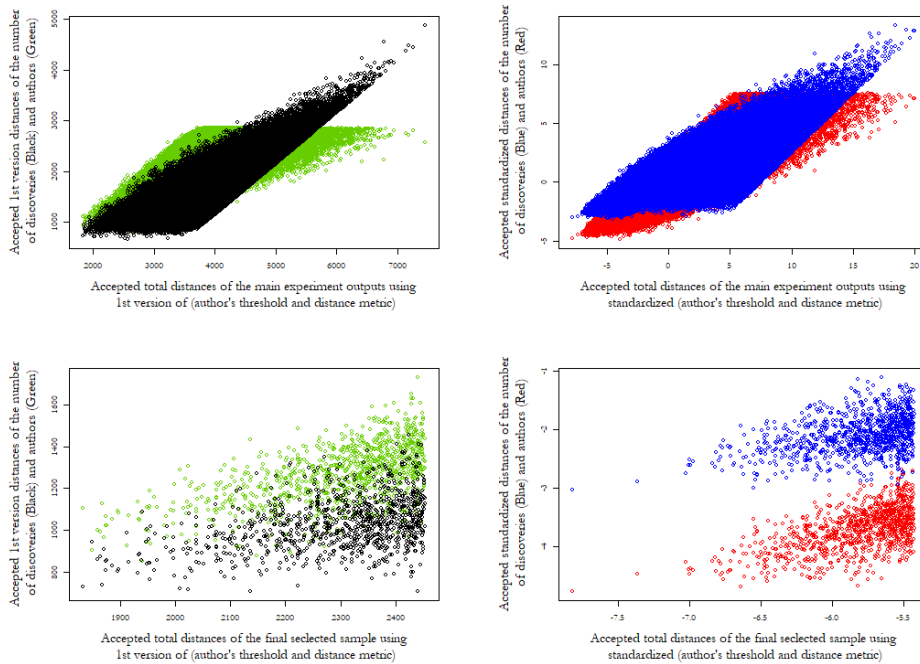 Accepted 1st version distances of the number
of discoveries (Black) and authors (Green)
5000
4000
3000
2000
1000
2000 3000 4000 5000 6000 7000
Accepted total distances of the main experiment outputs using
1st version of (author's threshold and distance metric)
Accepted standardized distances of the number
of discoveries (Blue) and authors (Red)
10
5
0
-5
-5 0 5 10 15 20
Accepted total distances of the main experiment outputs using
standardized (author's threshold and distance metric)
Accepted 1st version distances of the number
of discoveries (Black) and authors (Green)
1600
1400
1200
1000
800
1900 2000 2100 2200 2300 2400
Accepted total distances of the final seclected sample using
1st version of (author's threshold and distance metric)
Accepted standardized distances of the number
of discoveries (Blue) and authors (Red)
-1
-2
-3
-7.5 -7.0 -6.5 -6.0 -5.5
Accepted total distances of the final seclected sample using
standardized (author's threshold and distance metric)